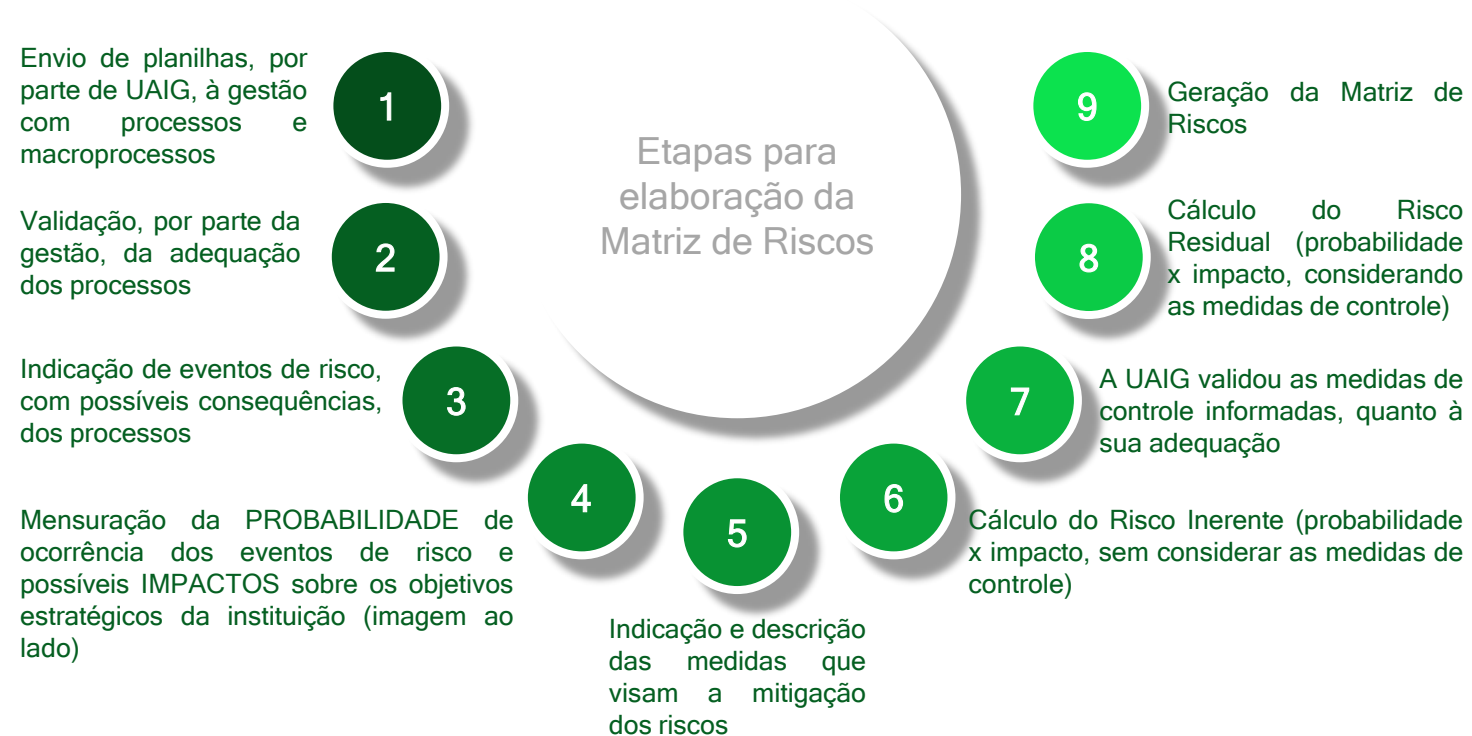 Etapas para
elaboração da
Matriz de Riscos
1
Envio de planilhas, por
parte de UAIG, à gestão
com processos e
macroprocessos
2
Validação, por parte da
gestão, da adequação
dos processos
3
Indicação de eventos de risco,
com possíveis consequências,
dos processos
4
Mensuração da PROBABILIDADE de
ocorrência dos eventos de risco e
possíveis IMPACTOS sobre os objetivos
estratégicos da instituição (imagem ao
lado)
5
Indicação e descrição
das medidas que
visam a mitigação
dos riscos
6
Cálculo do Risco Inerente (probabilidade
x impacto, sem considerar as medidas de
controle)
7
A UAIG validou as medidas de
controle informadas, quanto à
sua adequação
8
Cálculo do Risco
Residual (probabilidade
x impacto, considerando
as medidas de controle)
9
Geração da Matriz de
Riscos